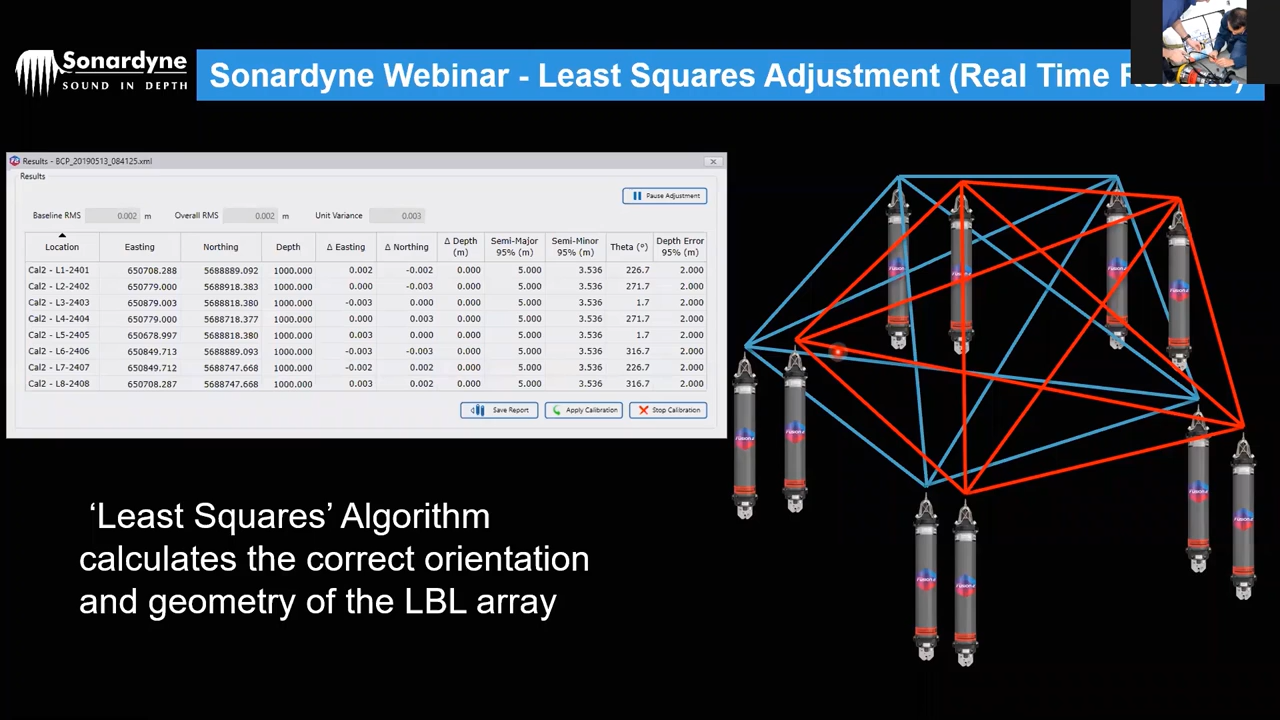 Sonardyne
SOUND IN DEPTH
Sonardyne Webinar - Least Squares Adjustment (Real Time Results)
Results - BCP_20190513_084125.xml
Results
Pause Adjustment
Baseline RMS 0.002 m Overall RMS 0.002 m Unit Variance 0.003
Location Easting Northing Depth Δ Easting Δ Northing Δ Depth (m) Semi-Major 95% (m) Semi-Minor 95% (m) Theta (º) Depth Error 95% (m)
Cal2 - L1-2401 650708.288 5688889.092 1000.000 0.002 -0.002 0.000 5.000 3.536 226.7 2.000
Cal2 - L2-2402 650779.000 5688918.383 1000.000 0.000 -0.003 0.000 5.000 3.536 271.7 2.000
Cal2 - L3-2403 650879.003 5688818.380 1000.000 -0.003 0.000 0.000 5.000 3.536 1.7 2.000
Cal2 - L4-2404 650779.000 5688718.377 1000.000 0.000 0.003 0.000 5.000 3.536 271.7 2.000
Cal2 - L5-2405 650678.997 5688818.380 1000.000 0.003 0.000 0.000 5.000 3.536 1.7 2.000
Cal2 - L6-2406 650849.713 5688889.093 1000.000 -0.003 -0.003 0.000 5.000 3.536 316.7 2.000
Cal2 - L7-2407 650849.712 5688747.668 1000.000 -0.002 0.002 0.000 5.000 3.536 226.7 2.000
Cal2 - L8-2408 650708.287 5688747.668 1000.000 0.003 0.002 0.000 5.000 3.536 316.7 2.000
Save Report Apply Calibration Stop Calibration
‘Least Squares’ Algorithm
calculates the correct orientation
and geometry of the LBL array